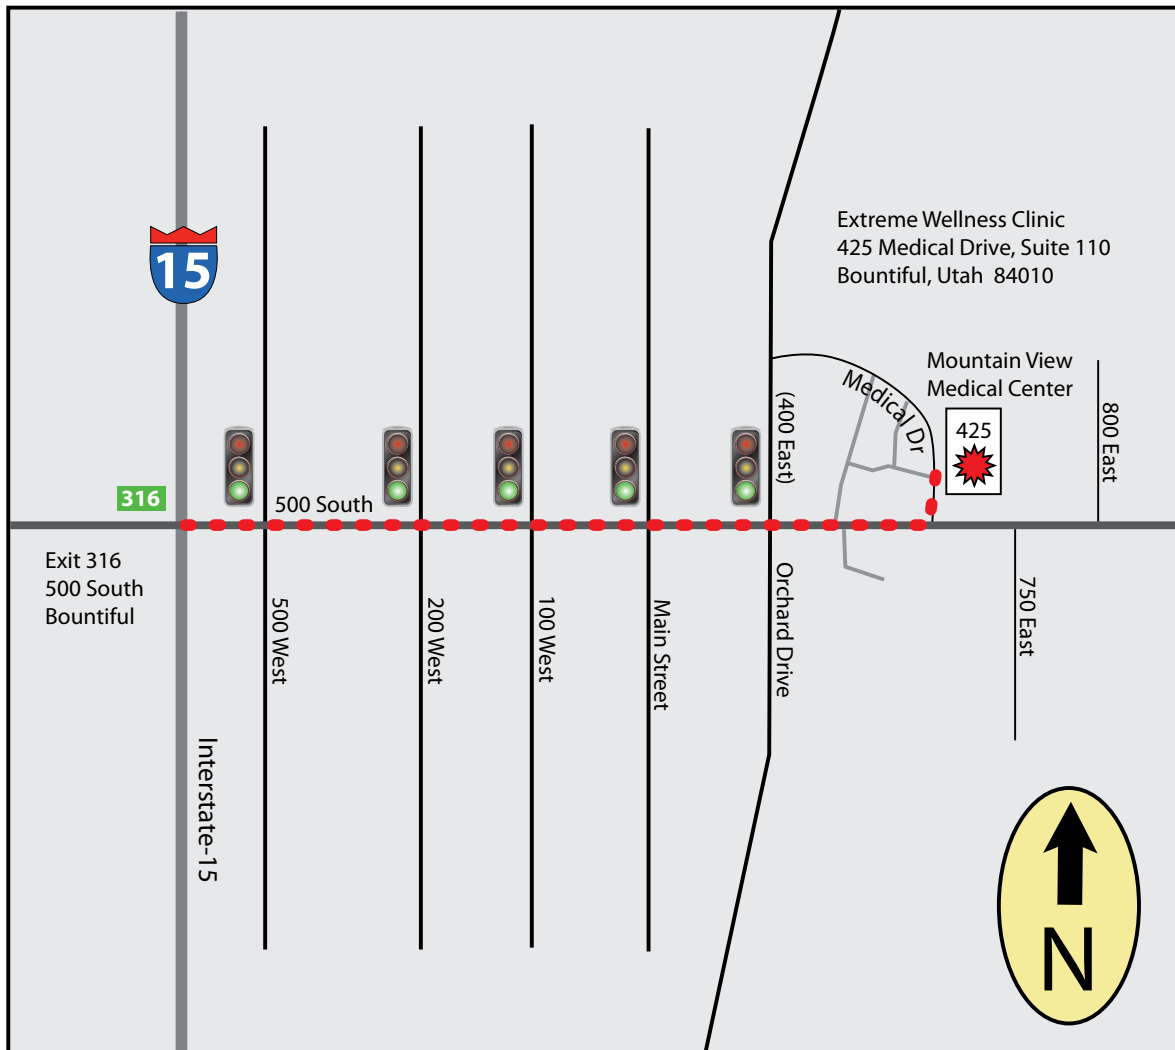 15
Extreme Wellness Clinic
425 Medical Drive, Suite 110
Bountiful, Utah 84010
Mountain View
Medical Center
Medical Dr
(400 East)
425
800 East
316
500 South
Exit 316
500 South
Bountiful
500 West
200 West
100 West
Main Street
Orchard Drive
750 East
Interstate-15
N